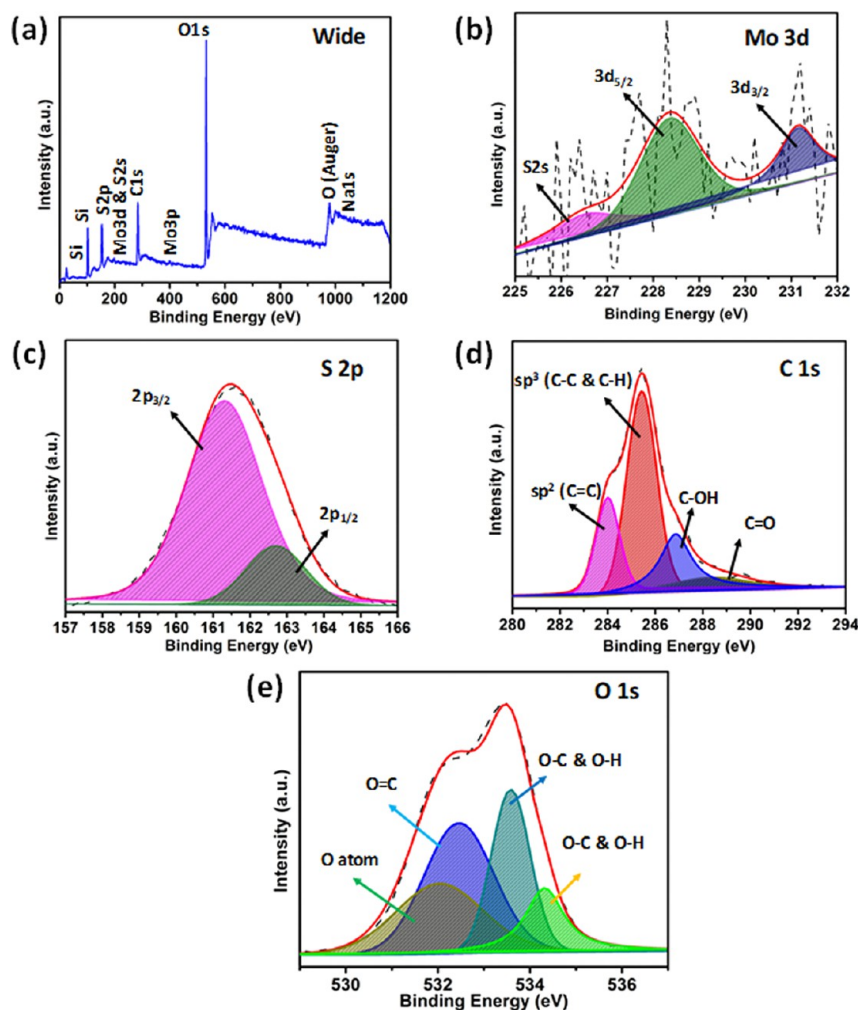 (a)
Wide
O1s
Si
Si
S2p
Mo3d & S2s
C1s
Mo3p
O (Auger)
Na1s
Intensity (a.u.)
0 200 400 600 800 1000 1200
Binding Energy (eV)
(b)
Mo 3d
3d5/2
3d3/2
S2s
Intensity (a.u.)
225 226 227 228 229 230 231 232
Binding Energy (eV)
(c)
S 2p
2p3/2
2p1/2
Intensity (a.u.)
157 158 159 160 161 162 163 164 165 166
Binding Energy (eV)
(d)
C 1s
sp3 (C-C & C-H)
sp2 (C=C)
C-OH
C=O
Intensity (a.u.)
280 282 284 286 288 290 292 294
Binding Energy (eV)
(e)
O 1s
O=C
O-C & O-H
O atom
O-C & O-H
Intensity (a.u.)
530 532 534 536
Binding Energy (eV)